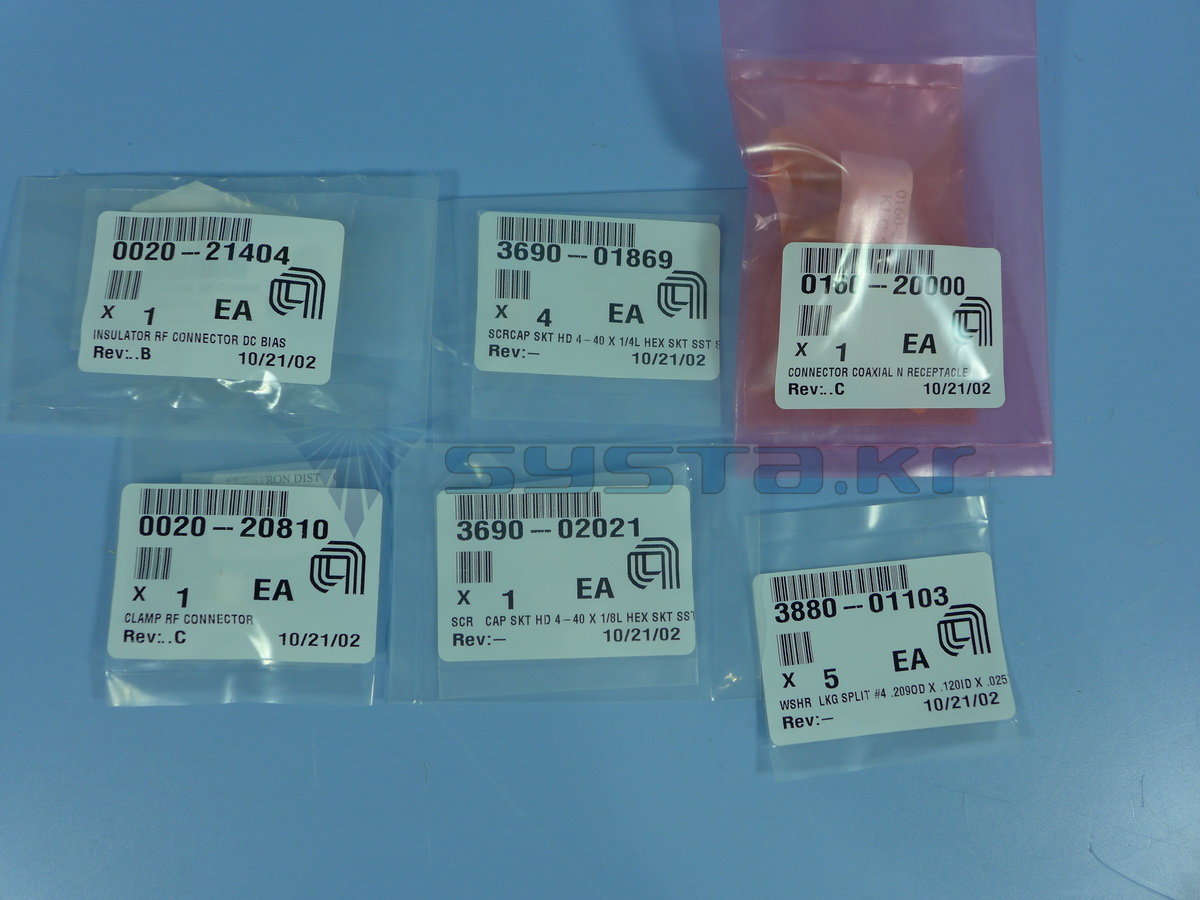 0020-21404
X 1 EA
INSULATOR RF CONNECTOR DC BIAS
Rev:..B 10/21/02
3690-01869
X 4 EA
SCRCAP SKT HD 4-40 X 1/4L HEX SKT SST S
Rev:- 10/21/02
0160-
0160-20000
X 1 EA
CONNECTOR COAXIAL N RECEPTACLE
Rev:..C 10/21/02
systa.kr
0020-20810
X 1 EA
CLAMP RF CONNECTOR
Rev:..C 10/21/02
3690-02021
X 1 EA
SCR CAP SKT HD 4-40 X 1/8L HEX SKT SST
Rev:- 10/21/02
3880-01103
X 5 EA
WSHR LKG SPLIT #4 .209OD X .120ID X .025
Rev:- 10/21/02